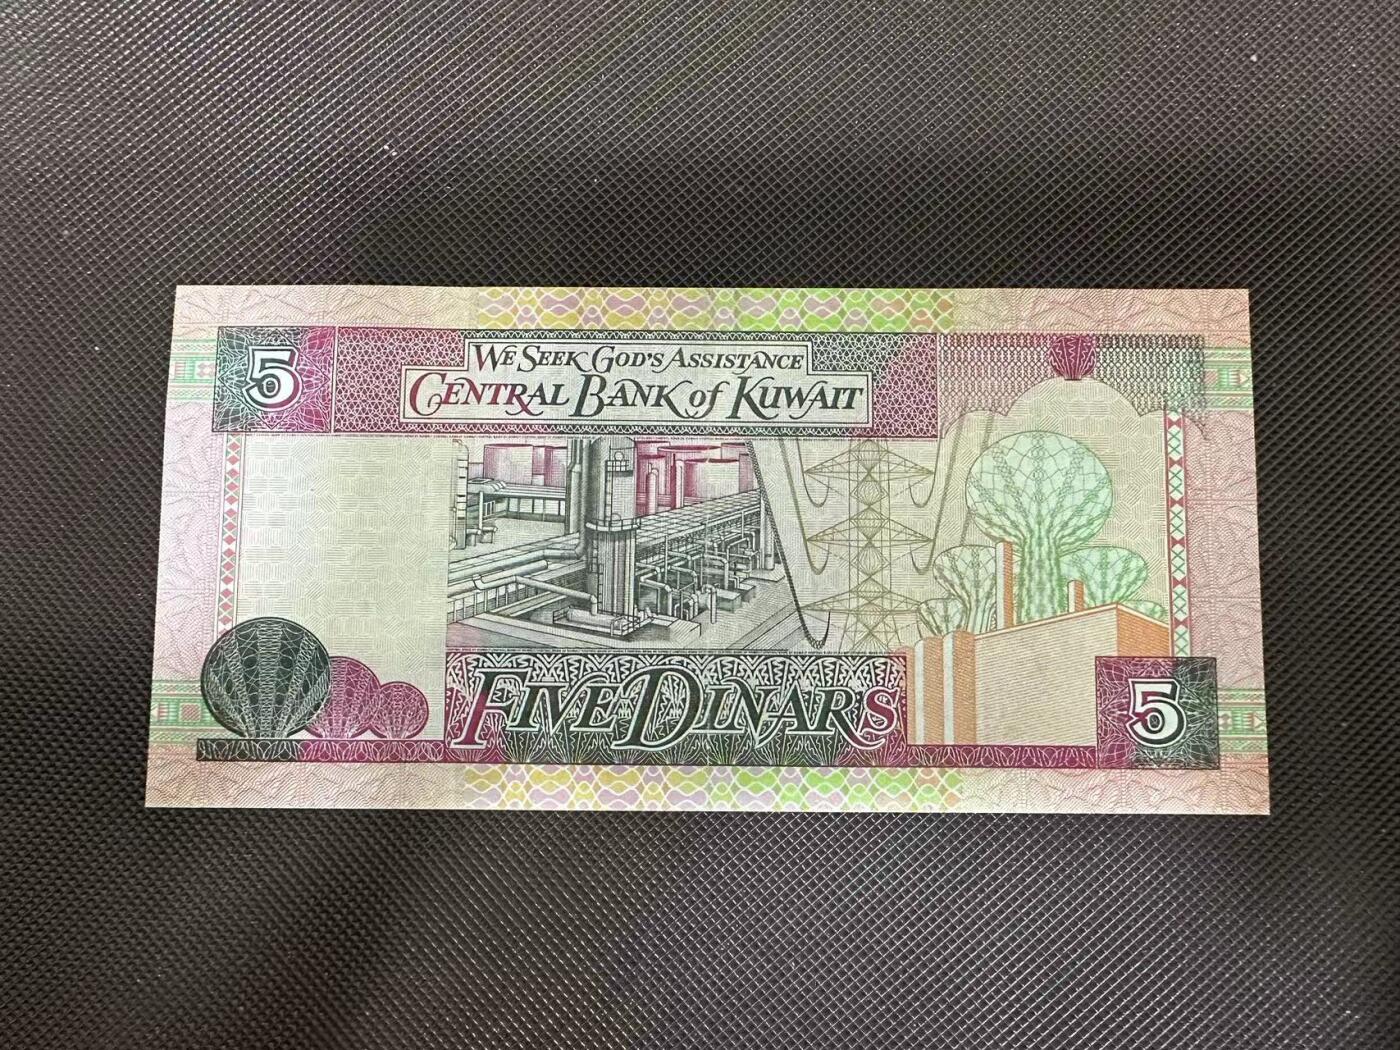 5
We Seek God's Assistance
Central Bank of Kuwait
Five Dinars
5